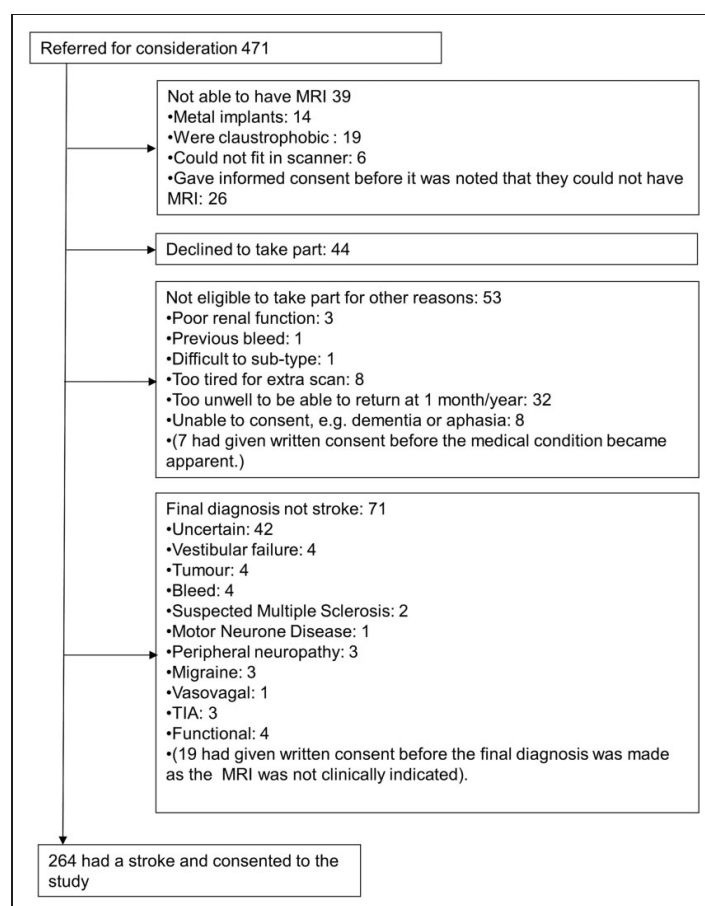 Referred for consideration 471
Not able to have MRI 39
•Metal implants: 14
•Were claustrophobic : 19
•Could not fit in scanner: 6
•Gave informed consent before it was noted that they could not have
MRI: 26
Declined to take part: 44
Not eligible to take part for other reasons: 53
•Poor renal function: 3
•Previous bleed: 1
•Difficult to sub-type: 1
•Too tired for extra scan: 8
•Too unwell to be able to return at 1 month/year: 32
•Unable to consent, e.g. dementia or aphasia: 8
•(7 had given written consent before the medical condition became
apparent.)
Final diagnosis not stroke: 71
•Uncertain: 42
•Vestibular failure: 4
•Tumour: 4
•Bleed: 4
•Suspected Multiple Sclerosis: 2
•Motor Neurone Disease: 1
•Peripheral neuropathy: 3
•Migraine: 3
•Vasovagal: 1
•TIA: 3
•Functional: 4
•(19 had given written consent before the final diagnosis was made
as the MRI was not clinically indicated).
264 had a stroke and consented to the
study